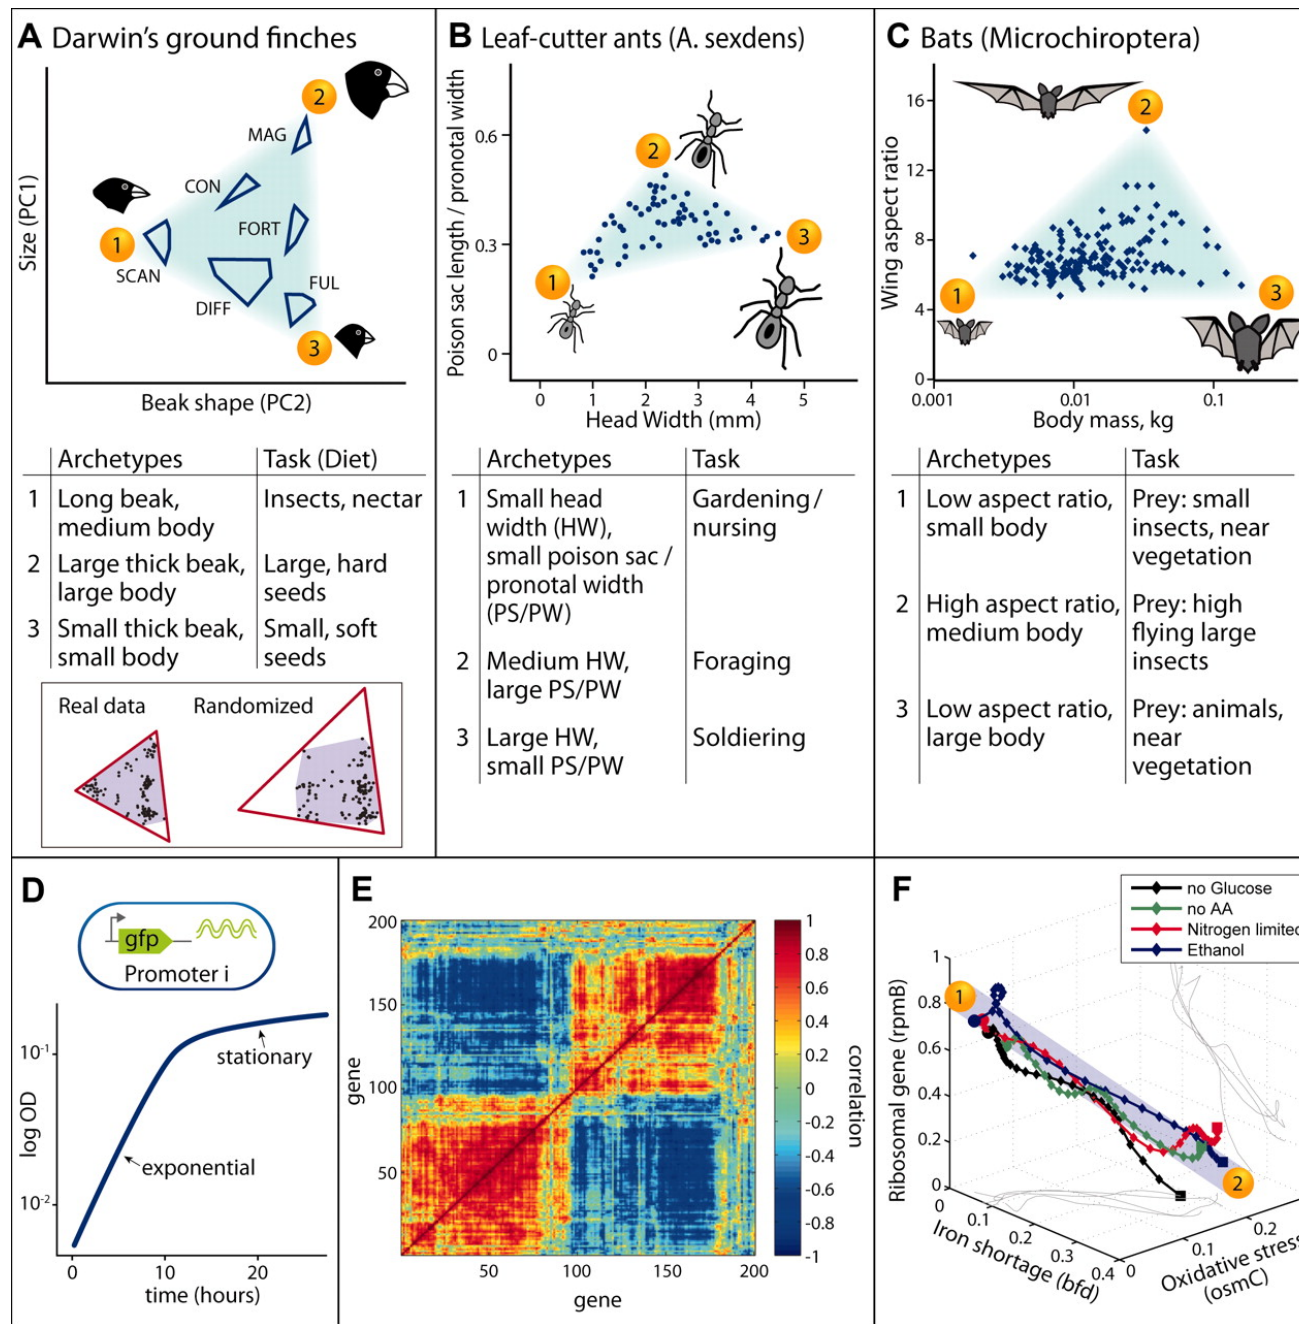 A Darwin's ground finches
Size (PC1)
2
MAG
CON
1
FORT
SCAN
FUL
DIFF
3
Beak shape (PC2)
Archetypes Task (Diet)
1 Long beak, Insects, nectar
medium body
2 Large thick beak, Large, hard
large body seeds
3 Small thick beak, Small, soft
small body seeds
Real data Randomized
B Leaf-cutter ants (A. sexdens)
Poison sac length / pronotal width
0.6
0.3
0
2
3
1
0 1 2 3 4 5
Head Width (mm)
Archetypes Task
1 Small head Gardening/
width (HW), nursing
small poison sac /
pronotal width
(PS/PW)
2 Medium HW, Foraging
large PS/PW
3 Large HW, Soldiering
small PS/PW
C Bats (Microchiroptera)
Wing aspect ratio
16
12
8
4
0
2
1
3
0.001 0.01 0.1
Body mass, kg
Archetypes Task
1 Low aspect ratio, Prey: small
small body insects, near
vegetation
2 High aspect ratio, Prey: high
medium body flying large
insects
3 Low aspect ratio, Prey: animals,
large body near
vegetation
D
gfp
Promoter i
log OD
10-1
10-2
stationary
exponential
0 10 20
time (hours)
E
gene
200
150
100
50
50 100 150 200
gene
1
0.8
0.6
0.4
0.2
0
-0.2
-0.4
-0.6
-0.8
-1
correlation
F
no Glucose
no AA
Nitrogen limited
Ethanol
Ribosomal gene (rpmB)
1
0.8
0.6
0.4
0.2
0
1
2
0 0.1 0.2 0.3 0.4
Iron shortage (bfd)
0 0.1 0.2
Oxidative stress
(osmC)